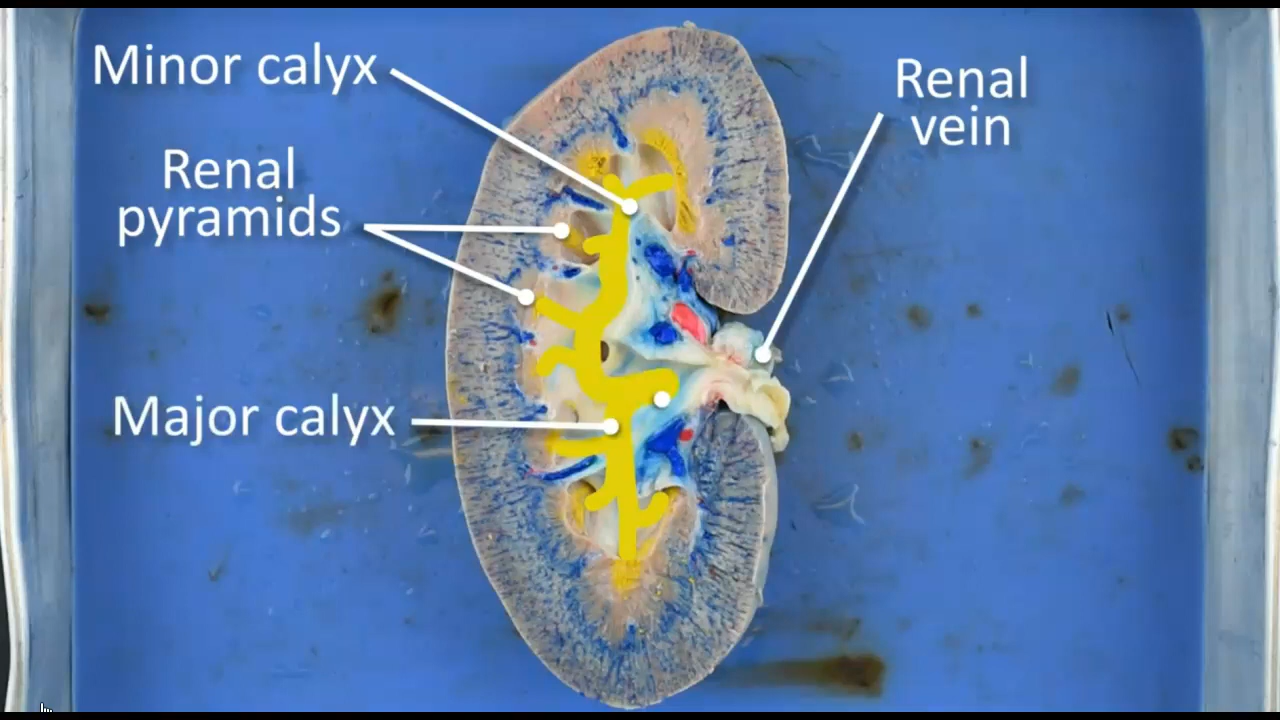 Minor calyx
Renal
pyramids
Major calyx
Renal
vein